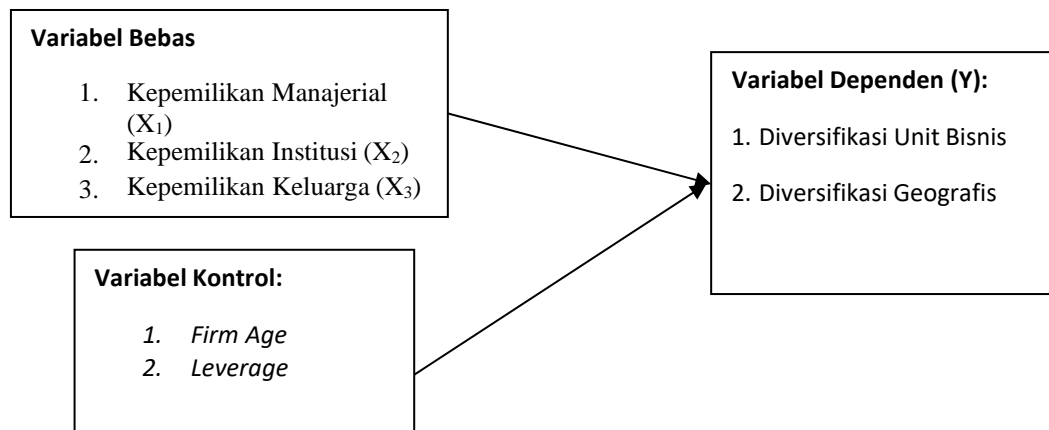 Variabel Bebas
1. Kepemilikan Manajerial
(X₁)
2. Kepemilikan Institusi (X₂)
3. Kepemilikan Keluarga (X₃)
Variabel Dependen (Y):
1. Diversifikasi Unit Bisnis
2. Diversifikasi Geografis
Variabel Kontrol:
1. Firm Age
2. Leverage